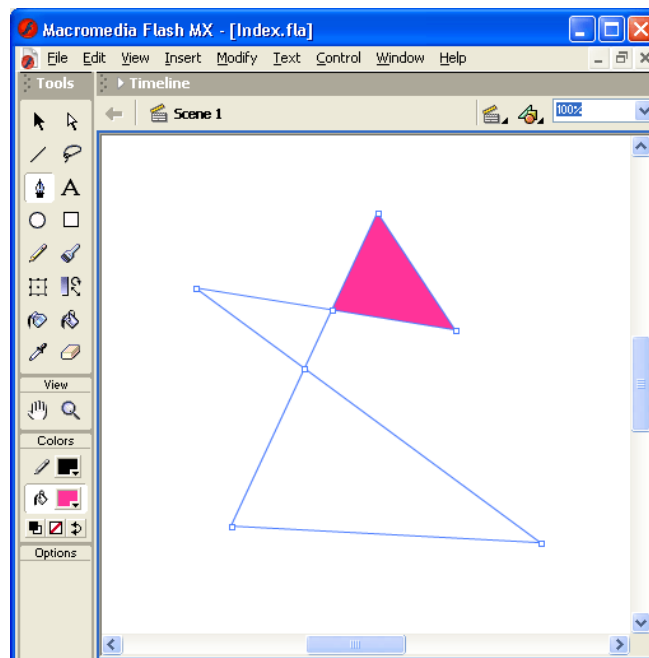 Macromedia Flash MX - [Index.fla]
File Edit View Insert Modify Text Control Window Help
Tools Timeline
Scene 1 100%
A
View
Colors
Options